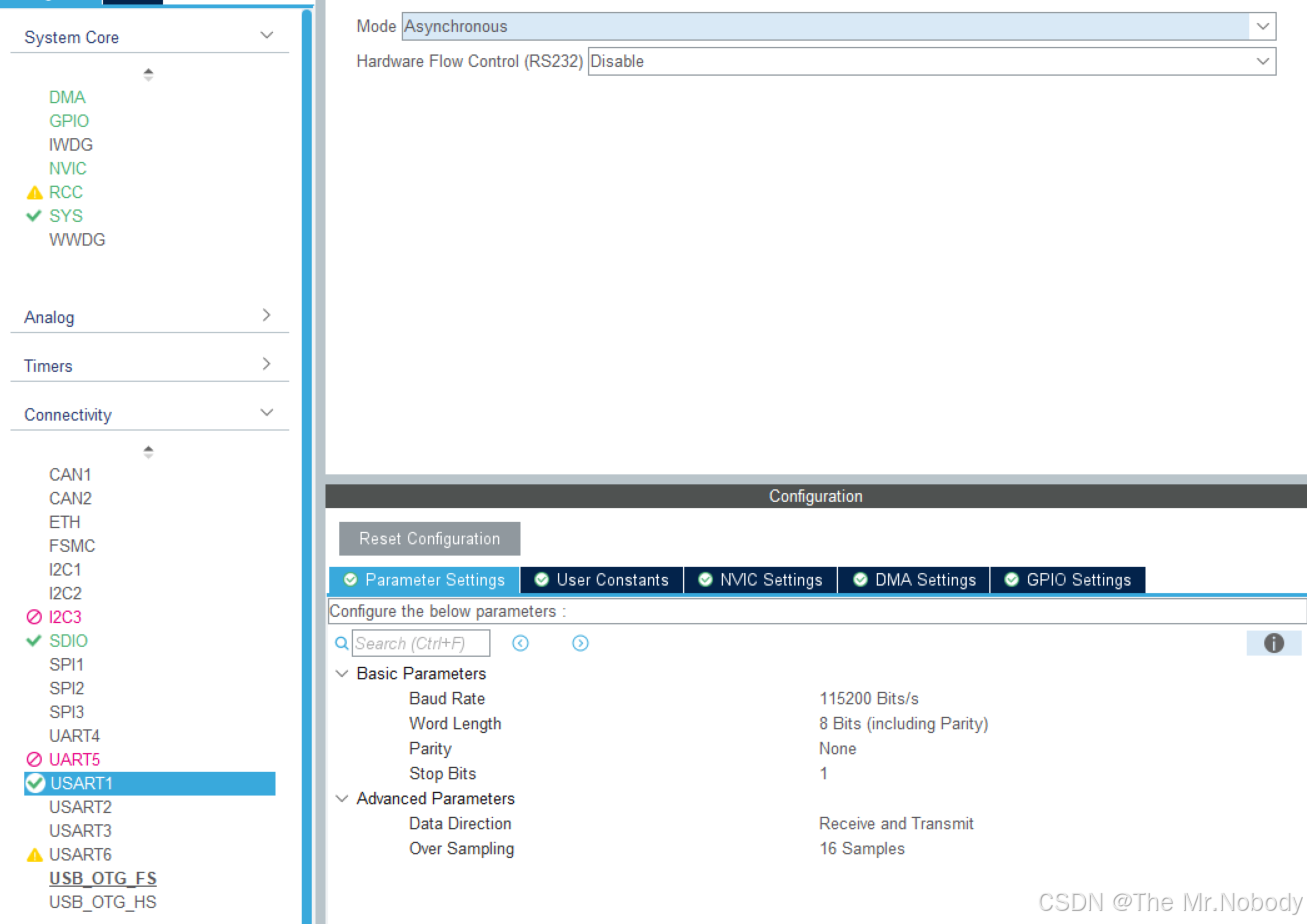 System Core
DMA
GPIO
IWDG
NVIC
RCC
SYS
WWDG
Analog
Timers
Connectivity
CAN1
CAN2
ETH
FSMC
I2C1
I2C2
I2C3
SDIO
SPI1
SPI2
SPI3
UART4
UART5
USART1
USART2
USART3
USART6
USB_OTG_FS
USB_OTG_HS
Mode Asynchronous
Hardware Flow Control (RS232) Disable
Configuration
Reset Configuration
Parameter Settings User Constants NVIC Settings DMA Settings GPIO Settings
Configure the below parameters :
Search (Ctrl+F)
Basic Parameters
Baud Rate 115200 Bits/s
Word Length 8 Bits (including Parity)
Parity None
Stop Bits 1
Advanced Parameters
Data Direction Receive and Transmit
Over Sampling 16 Samples
CSDN @The Mr.Nobody